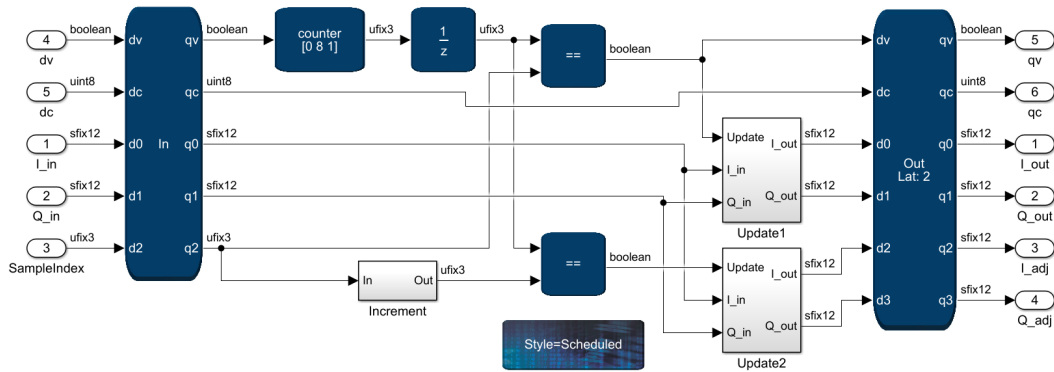 boolean
4
dv
uint8
5
dc
sfix12
1
I_in
sfix12
2
Q_in
ufix3
3
SampleIndex
dv
dc
d0
d1
d2
In
qv
qc
q0
q1
q2
boolean
uint8
sfix12
sfix12
ufix3
counter
[0 8 1]
ufix3
1
z
ufix3
==
boolean
In
Out
Increment
ufix3
==
boolean
Style=Scheduled
Update
I_in
Q_in
I_out
Q_out
Update1
sfix12
sfix12
Update
I_in
Q_in
I_out
Q_out
Update2
sfix12
sfix12
dv
dc
d0
d1
d2
d3
Out
Lat: 2
qv
qc
q0
q1
q2
q3
boolean
5
qv
uint8
6
qc
sfix12
1
I_out
sfix12
2
Q_out
sfix12
3
I_adj
sfix12
4
Q_adj